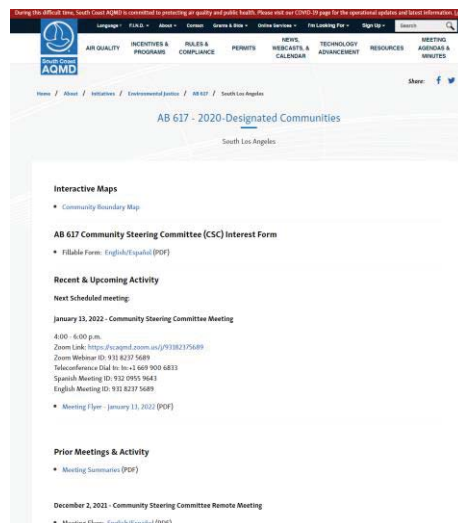 During this difficult time, South Coast AQMD is committed to protecting air quality and public health. Please visit our COVID-19 page for the operational updates and latest information.
Language F.I.N.D. About Contact Grants & Bids Online Services I'm Looking For Sign Up Search
South Coast
AQMD
AIR QUALITY
INCENTIVES & PROGRAMS
RULES & COMPLIANCE
PERMITS
NEWS, WEBCASTS, & CALENDAR
TECHNOLOGY ADVANCEMENT
RESOURCES
MEETING AGENDAS & MINUTES
Share:
Home / About / Initiatives / Environmental Justice / AB 617 / South Los Angeles
AB 617 - 2020-Designated Communities
South Los Angeles
Interactive Maps
Community Boundary Map
AB 617 Community Steering Committee (CSC) Interest Form
Fillable Form: English/Español (PDF)
Recent & Upcoming Activity
Next Scheduled meeting:
January 13, 2022 - Community Steering Committee Meeting
4:00 - 6:00 p.m.
Zoom Link: https://scaqmd.zoom.us/j/93182375689
Zoom Webinar ID: 931 8237 5689
Teleconference Dial In: In +1 669 900 6833
Spanish Meeting ID: 932 0955 9643
English Meeting ID: 931 8237 5689
Meeting Flyer - January 13, 2022 (PDF)
Prior Meetings & Activity
Meeting Summaries (PDF)
December 2, 2021 - Community Steering Committee Remote Meeting
Meeting Flyer: English/Español (PDF)